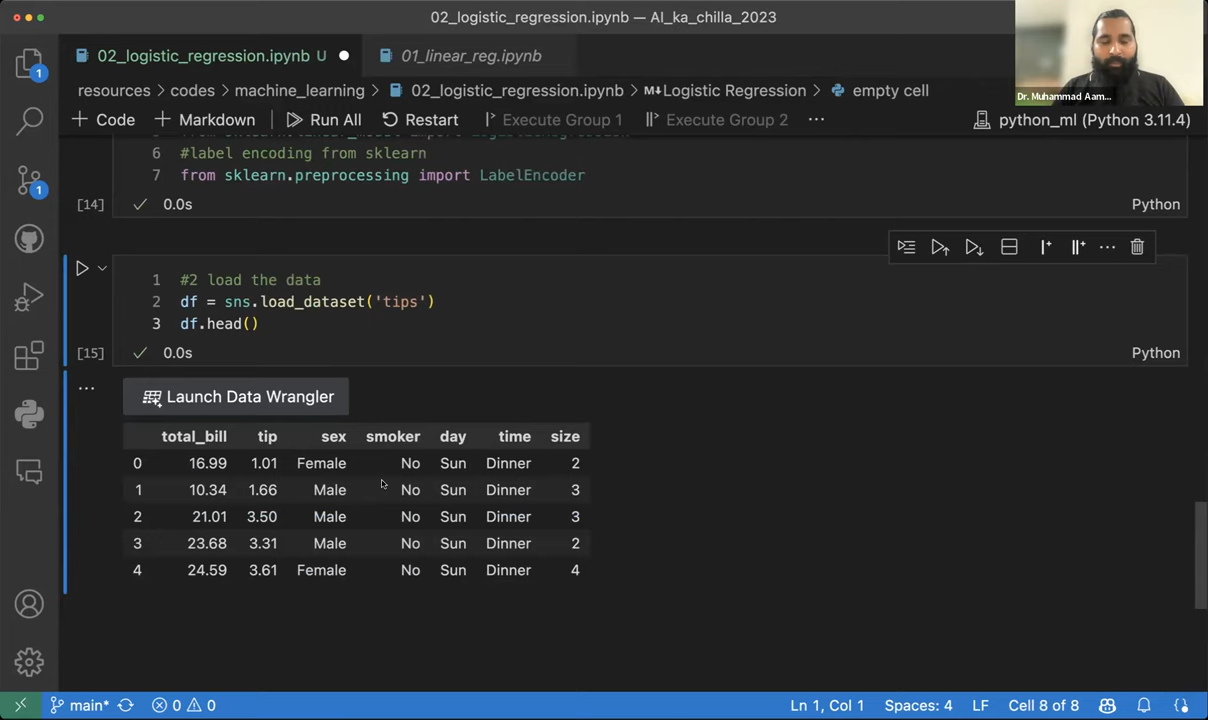 02_logistic_regression.ipynb — AI_ka_chilla_2023
02_logistic_regression.ipynb U
01_linear_reg.ipynb
resources > codes > machine_learning > 02_logistic_regression.ipynb > M↓Logistic Regression > empty cell
Dr. Muhammad Aam...
+ Code + Markdown Run All Restart Execute Group 1 Execute Group 2 ... python_ml (Python 3.11.4)
6 #label encoding from sklearn
7 from sklearn.preprocessing import LabelEncoder
[14] 0.0s Python
1 #2 load the data
2 df = sns.load_dataset('tips')
3 df.head()
[15] 0.0s Python
Launch Data Wrangler
total_bill tip sex smoker day time size
0 16.99 1.01 Female No Sun Dinner 2
1 10.34 1.66 Male No Sun Dinner 3
2 21.01 3.50 Male No Sun Dinner 3
3 23.68 3.31 Male No Sun Dinner 2
4 24.59 3.61 Female No Sun Dinner 4
1
1
main* 0 0 Ln 1, Col 1 Spaces: 4 LF Cell 8 of 8